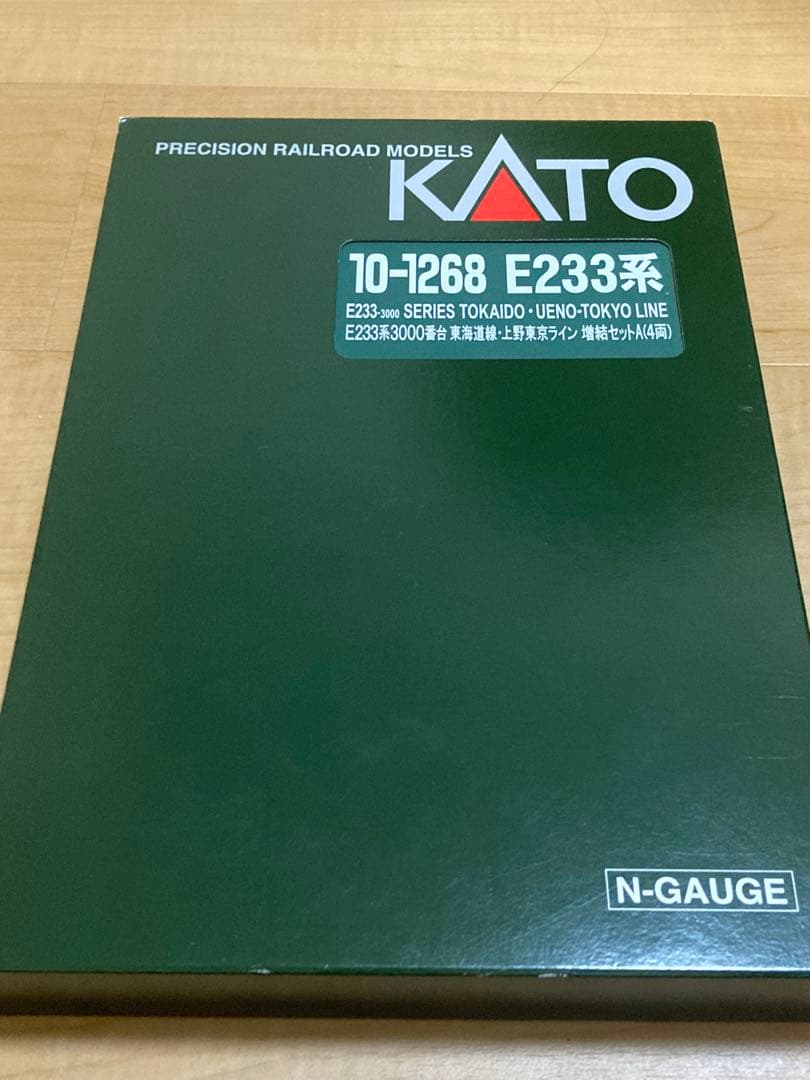 PRECISION RAILROAD MODELS
KATO
10-1268 E233系
E233-3000 SERIES TOKAIDO・UENO-TOKYO LINE
E233系3000番台 東海道線・上野東京ライン 増結セットA(4両)
N-GAUGE